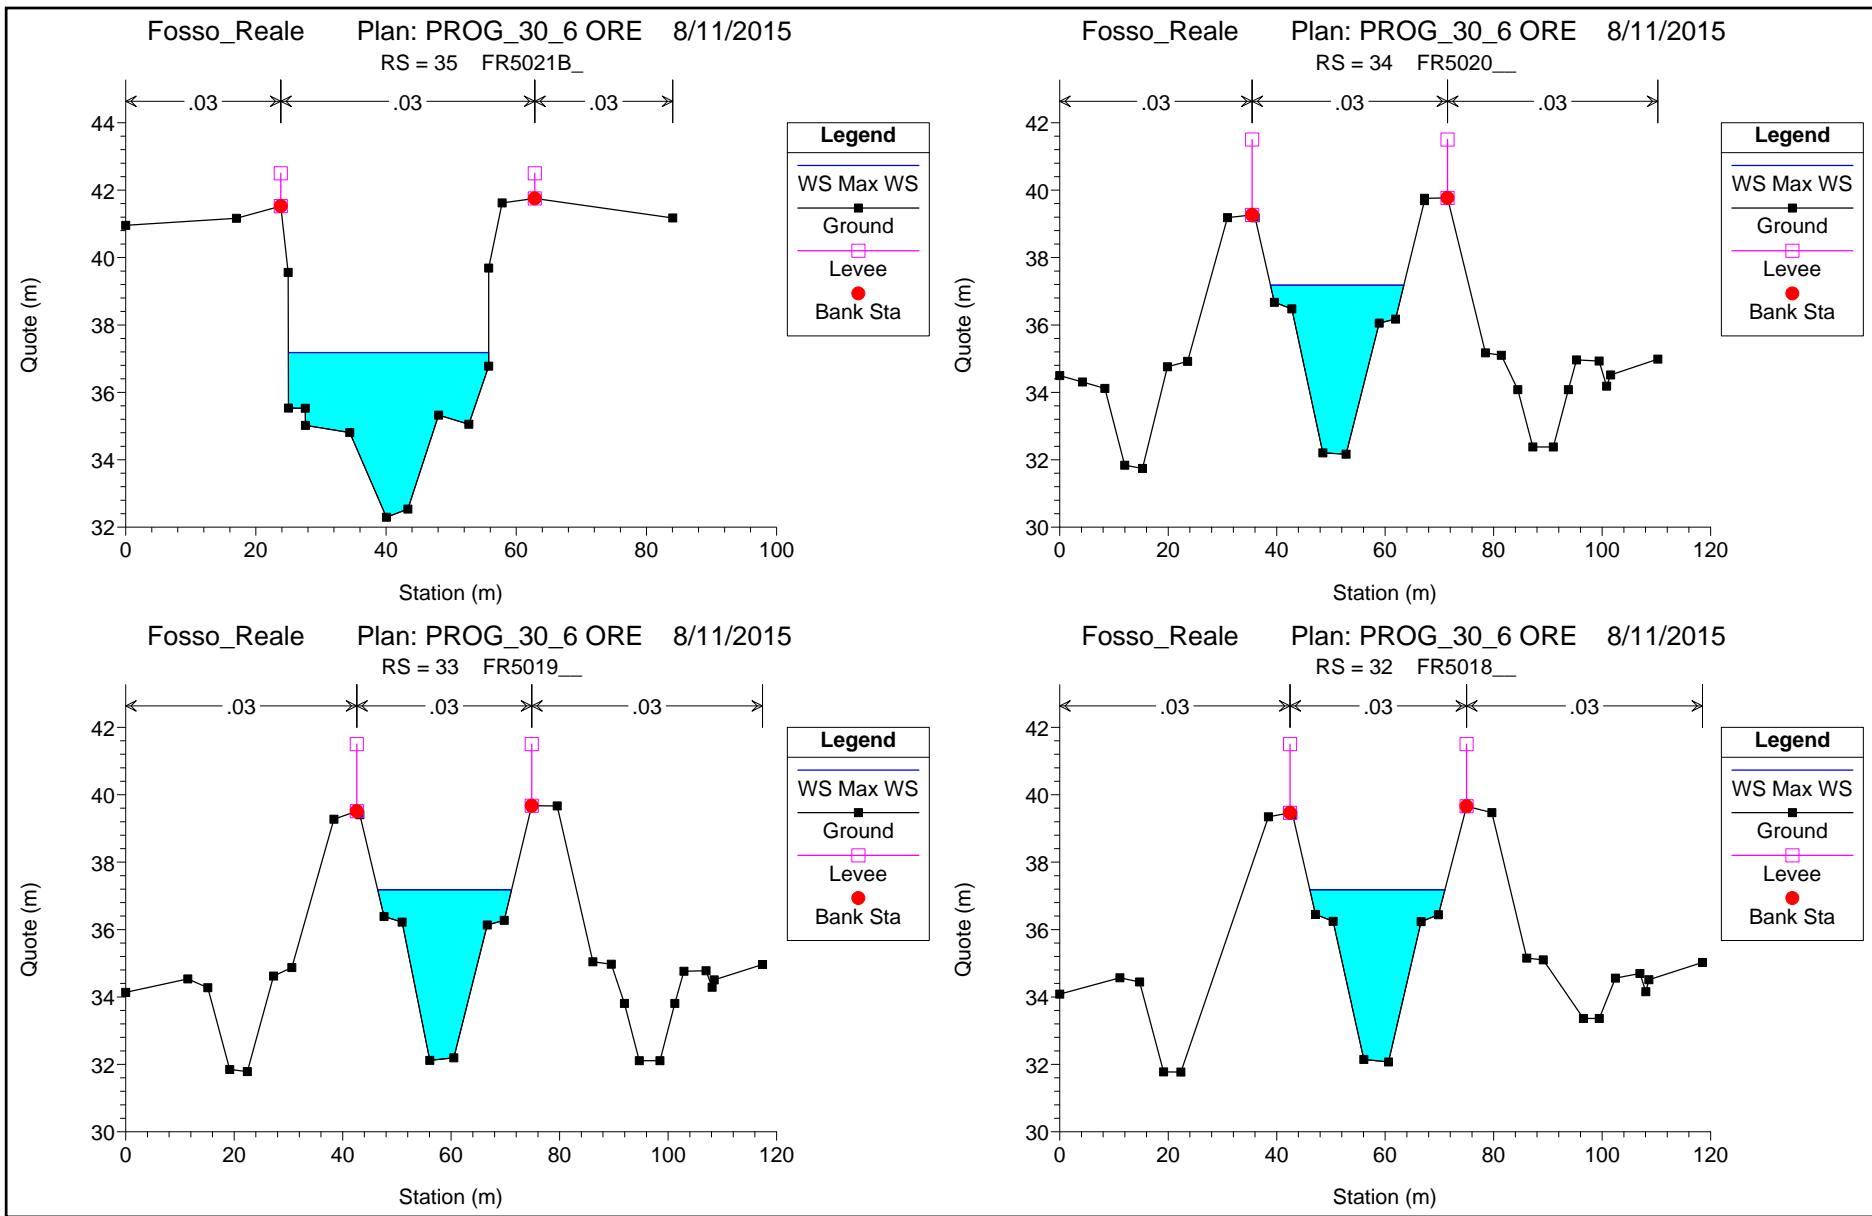 Fosso_Reale Plan: PROG_30_6 ORE 8/11/2015
RS = 35 FR5021B_
.03 .03 .03
44
42
40
38
36
34
32
0 20 40 60 80 100
Quote (m)
Station (m)
Legend
WS Max WS
Ground
Levee
Bank Sta
Fosso_Reale Plan: PROG_30_6 ORE 8/11/2015
RS = 34 FR5020__
.03 .03 .03
42
40
38
36
34
32
30
0 20 40 60 80 100 120
Quote (m)
Station (m)
Legend
WS Max WS
Ground
Levee
Bank Sta
Fosso_Reale Plan: PROG_30_6 ORE 8/11/2015
RS = 33 FR5019__
.03 .03 .03
42
40
38
36
34
32
30
0 20 40 60 80 100 120
Quote (m)
Station (m)
Legend
WS Max WS
Ground
Levee
Bank Sta
Fosso_Reale Plan: PROG_30_6 ORE 8/11/2015
RS = 32 FR5018__
.03 .03 .03
42
40
38
36
34
32
30
0 20 40 60 80 100 120
Quote (m)
Station (m)
Legend
WS Max WS
Ground
Levee
Bank Sta